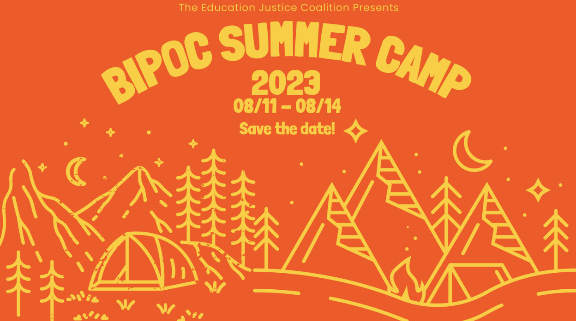 The Education Justice Coalition Presents
BIPOC SUMMER CAMP
2023
08/11 - 08/14
Save the date!